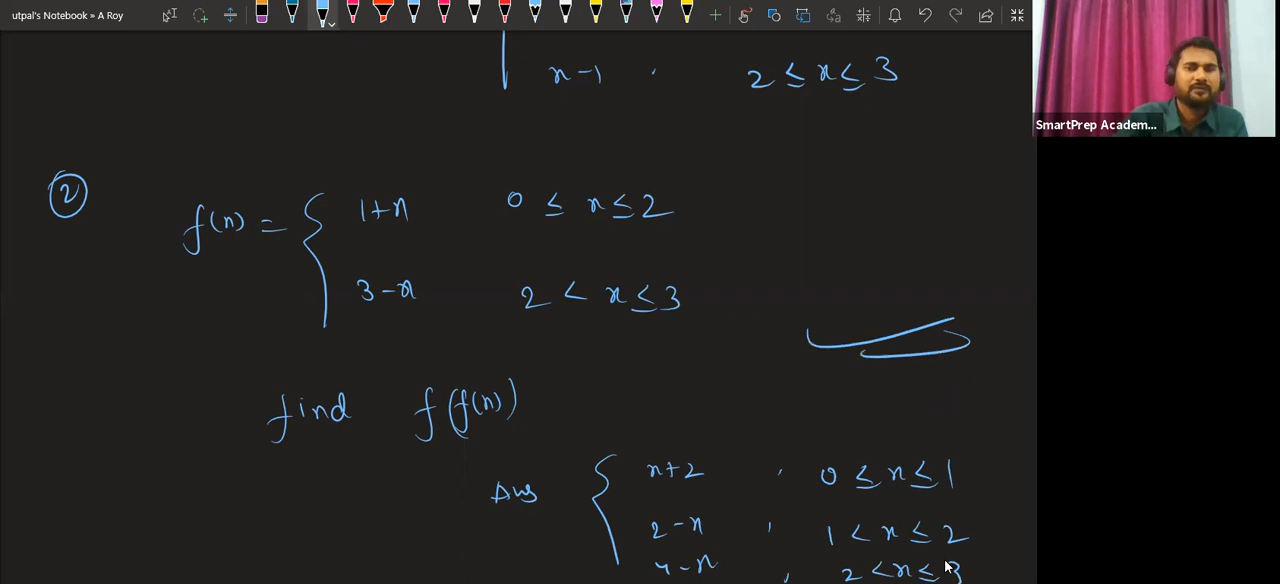 utpal's Notebook » A Roy
x-1 , 2 ≤ x ≤ 3
SmartPrep Academ...
2
f(x) = { 1+x 0 ≤ x ≤ 2
3-x 2 < x ≤ 3
find f(f(x))
Ans { x+2 , 0 ≤ x ≤ 1
2-x , 1 < x ≤ 2
4-x , 2 < x ≤ 3